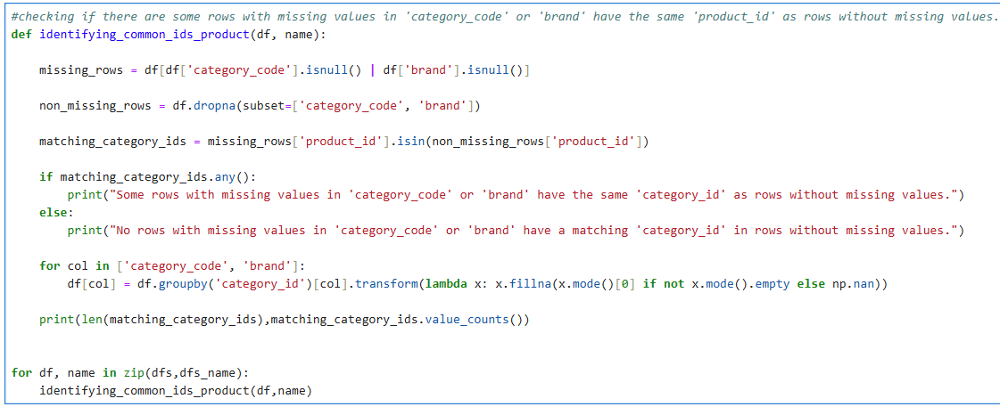 #checking if there are some rows with missing values in 'category_code' or 'brand' have the same 'product_id' as rows without missing values.
def identifying_common_ids_product(df, name):
    missing_rows = df[df['category_code'].isnull() | df['brand'].isnull()]
    non_missing_rows = df.dropna(subset=['category_code', 'brand'])
    matching_category_ids = missing_rows['product_id'].isin(non_missing_rows['product_id'])
    if matching_category_ids.any():
        print("Some rows with missing values in 'category_code' or 'brand' have the same 'category_id' as rows without missing values.")
    else:
        print("No rows with missing values in 'category_code' or 'brand' have a matching 'category_id' in rows without missing values.")
    for col in ['category_code', 'brand']:
        df[col] = df.groupby('category_id')[col].transform(lambda x: x.fillna(x.mode()[0] if not x.mode().empty else np.nan))
    print(len(matching_category_ids),matching_category_ids.value_counts())
for df, name in zip(dfs,dfs_name):
    identifying_common_ids_product(df,name)